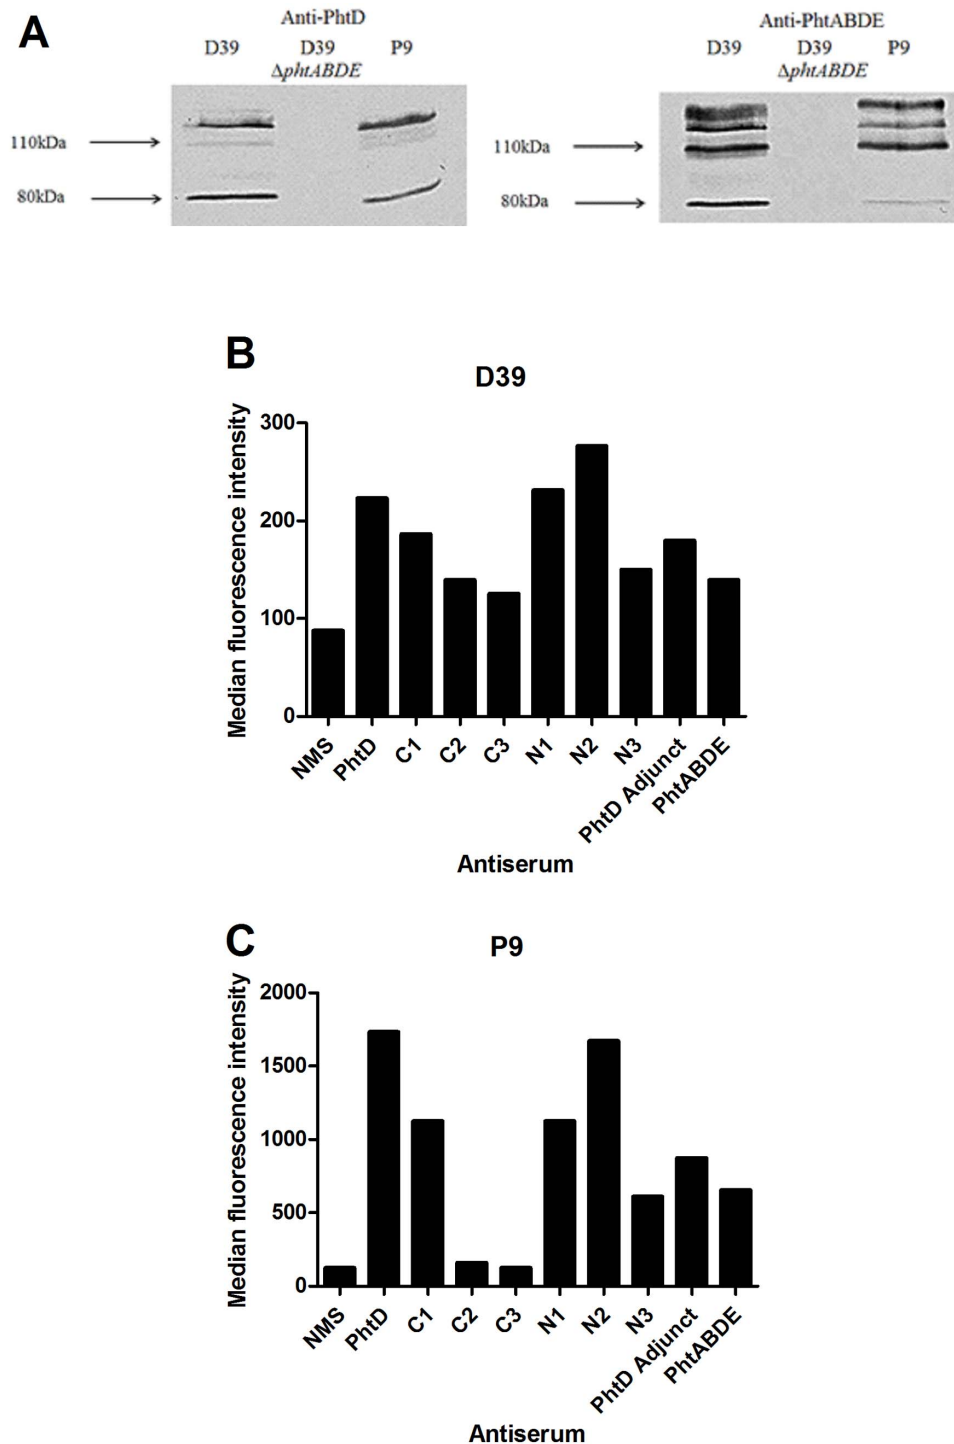 A
Anti-PhtD
D39 D39 P9
ΔphtABDE
110kDa
80kDa
Anti-PhtABDE
D39 D39 P9
ΔphtABDE
110kDa
80kDa
B
D39
Median fluorescence intensity
300
200
100
0
NMS PhtD C1 C2 C3 N1 N2 N3 PhtD Adjunct PhtABDE
Antiserum
C
P9
Median fluorescence intensity
2000
1500
1000
500
0
NMS PhtD C1 C2 C3 N1 N2 N3 PhtD Adjunct PhtABDE
Antiserum